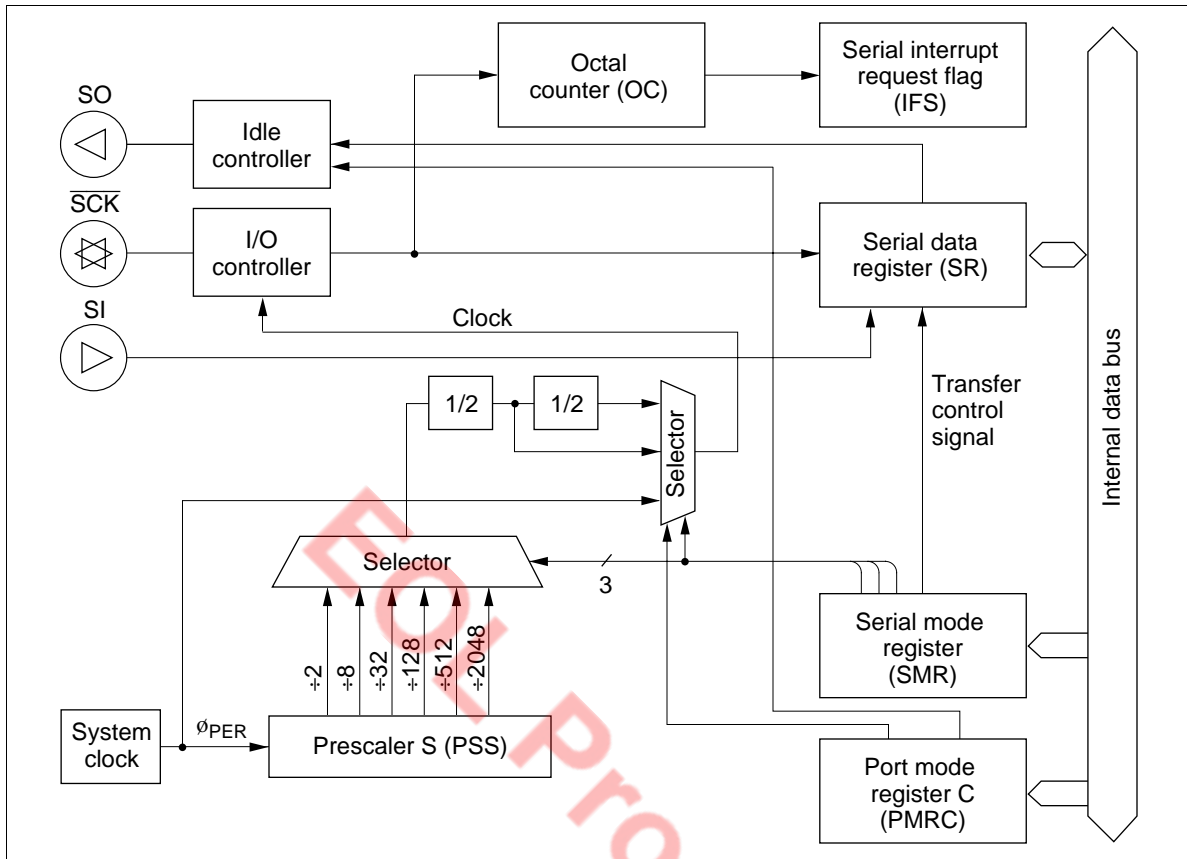 Octal
counter (OC)
Serial interrupt
request flag
(IFS)
SO
Idle
controller
SCK
I/O
controller
Serial data
register (SR)
SI
Clock
1/2
1/2
Selector
Transfer
control
signal
Internal data bus
Selector
3
÷2
÷8
÷32
÷128
÷512
÷2048
Serial mode
register
(SMR)
System
clock
øPER
Prescaler S (PSS)
Port mode
register C
(PMRC)
EOL Pro